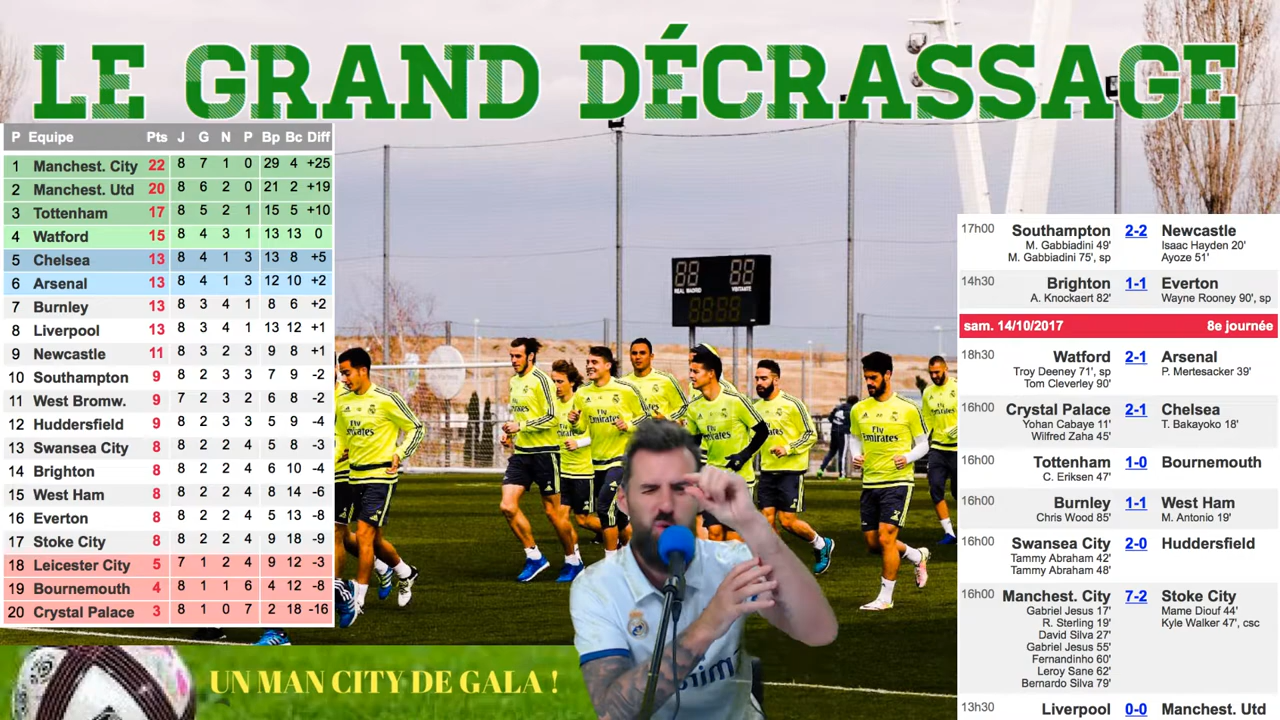 LE GRAND DÉCRASSAGE
P Equipe Pts J G N P Bp Bc Diff
1 Manchest. City 22 8 7 1 0 29 4 +25
2 Manchest. Utd 20 8 6 2 0 21 2 +19
3 Tottenham 17 8 5 2 1 15 5 +10
4 Watford 15 8 4 3 1 13 13 0
5 Chelsea 13 8 4 1 3 13 8 +5
6 Arsenal 13 8 4 1 3 12 10 +2
7 Burnley 13 8 3 4 1 8 6 +2
8 Liverpool 13 8 3 4 1 13 12 +1
9 Newcastle 11 8 3 2 3 9 8 +1
10 Southampton 9 8 2 3 3 7 9 -2
11 West Bromw. 9 7 2 3 2 6 8 -2
12 Huddersfield 9 8 2 3 3 5 9 -4
13 Swansea City 8 8 2 2 4 5 8 -3
14 Brighton 8 8 2 2 4 6 10 -4
15 West Ham 8 8 2 2 4 8 14 -6
16 Everton 8 8 2 2 4 5 13 -8
17 Stoke City 8 8 2 2 4 9 18 -9
18 Leicester City 5 7 1 2 4 9 12 -3
19 Bournemouth 4 8 1 1 6 4 12 -8
20 Crystal Palace 3 8 1 0 7 2 18 -16
REAL MADRID VISITANTE
Fly Emirates
Fly Emirates
Fly Emirates
Fly Emirates
17h00 Southampton 2-2 Newcastle
M. Gabbiadini 49' Isaac Hayden 20'
M. Gabbiadini 75', sp Ayoze 51'
14h30 Brighton 1-1 Everton
A. Knockaert 82' Wayne Rooney 90', sp
sam. 14/10/2017 8e journée
18h30 Watford 2-1 Arsenal
Troy Deeney 71', sp P. Mertesacker 39'
Tom Cleverley 90'
16h00 Crystal Palace 2-1 Chelsea
Yohan Cabaye 11' T. Bakayoko 18'
Wilfred Zaha 45'
16h00 Tottenham 1-0 Bournemouth
C. Eriksen 47'
16h00 Burnley 1-1 West Ham
Chris Wood 85' M. Antonio 19'
16h00 Swansea City 2-0 Huddersfield
Tammy Abraham 42'
Tammy Abraham 48'
16h00 Manchest. City 7-2 Stoke City
Gabriel Jesus 17' Mame Diouf 44'
R. Sterling 19' Kyle Walker 47', csc
David Silva 27'
Gabriel Jesus 55'
Fernandinho 60'
Leroy Sane 62'
Bernardo Silva 79'
13h30 Liverpool 0-0 Manchest. Utd
UN MAN CITY DE GALA !